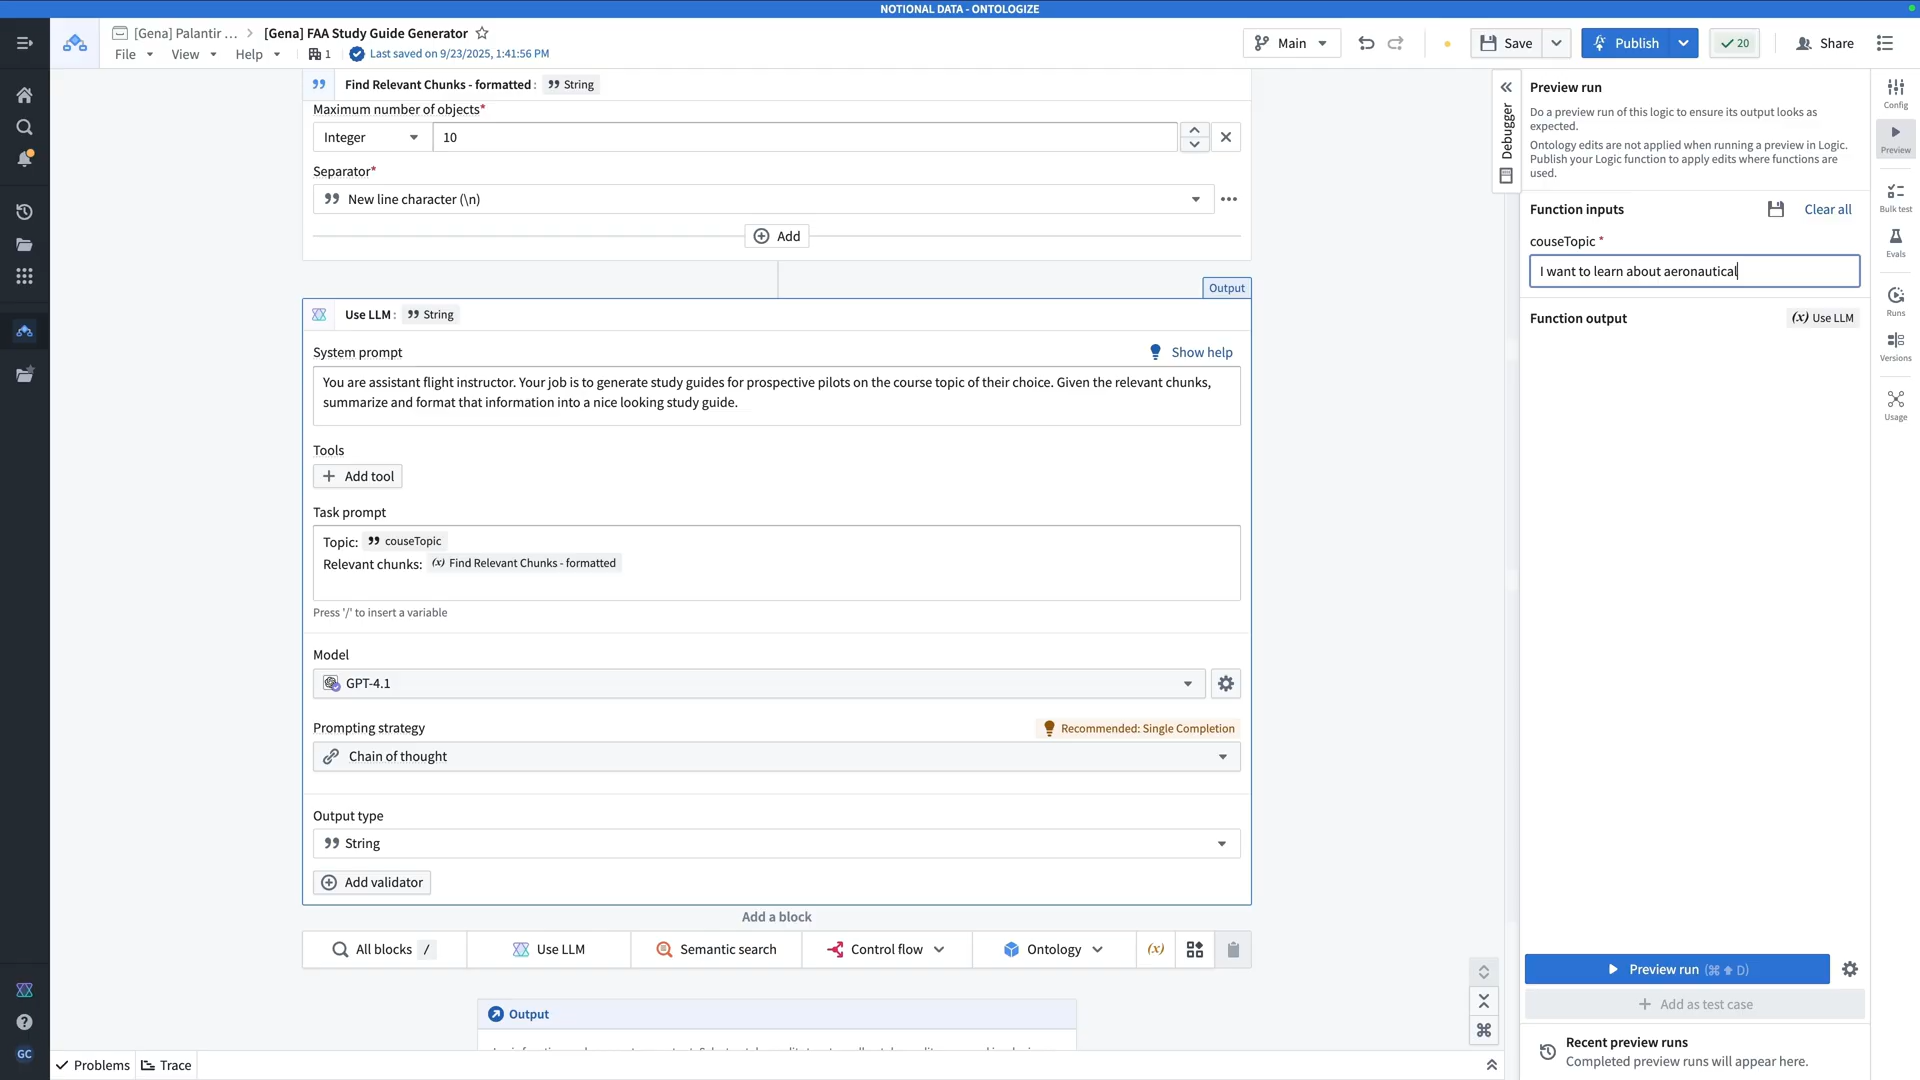 NOTIONAL DATA - ONTOLOGIZE
[Gena] Palantir ... > [Gena] FAA Study Guide Generator
File View Help 1 Last saved on 9/23/2025, 1:41:56 PM
Main Save Publish 20 Share
Find Relevant Chunks - formatted : String
Maximum number of objects*
Integer 10
Separator*
New line character (\n)
Add
Output
Use LLM : String
System prompt Show help
You are assistant flight instructor. Your job is to generate study guides for prospective pilots on the course topic of their choice. Given the relevant chunks,
summarize and format that information into a nice looking study guide.
Tools
Add tool
Task prompt
Topic: couseTopic
Relevant chunks: (x) Find Relevant Chunks - formatted
Press '/' to insert a variable
Model
GPT-4.1
Prompting strategy Recommended: Single Completion
Chain of thought
Output type
String
Add validator
Add a block
All blocks / Use LLM Semantic search Control flow Ontology (x)
Output
GC
Problems Trace
Debugger
Preview run
Do a preview run of this logic to ensure its output looks as
expected.
Ontology edits are not applied when running a preview in Logic.
Publish your Logic function to apply edits where functions are
used.
Function inputs Clear all
couseTopic *
I want to learn about aeronautical
Function output (x) Use LLM
Preview run (⌘ ⇧ D)
Add as test case
Recent preview runs
Completed preview runs will appear here.
Config
Preview
Bulk test
Evals
Runs
Versions
Usage